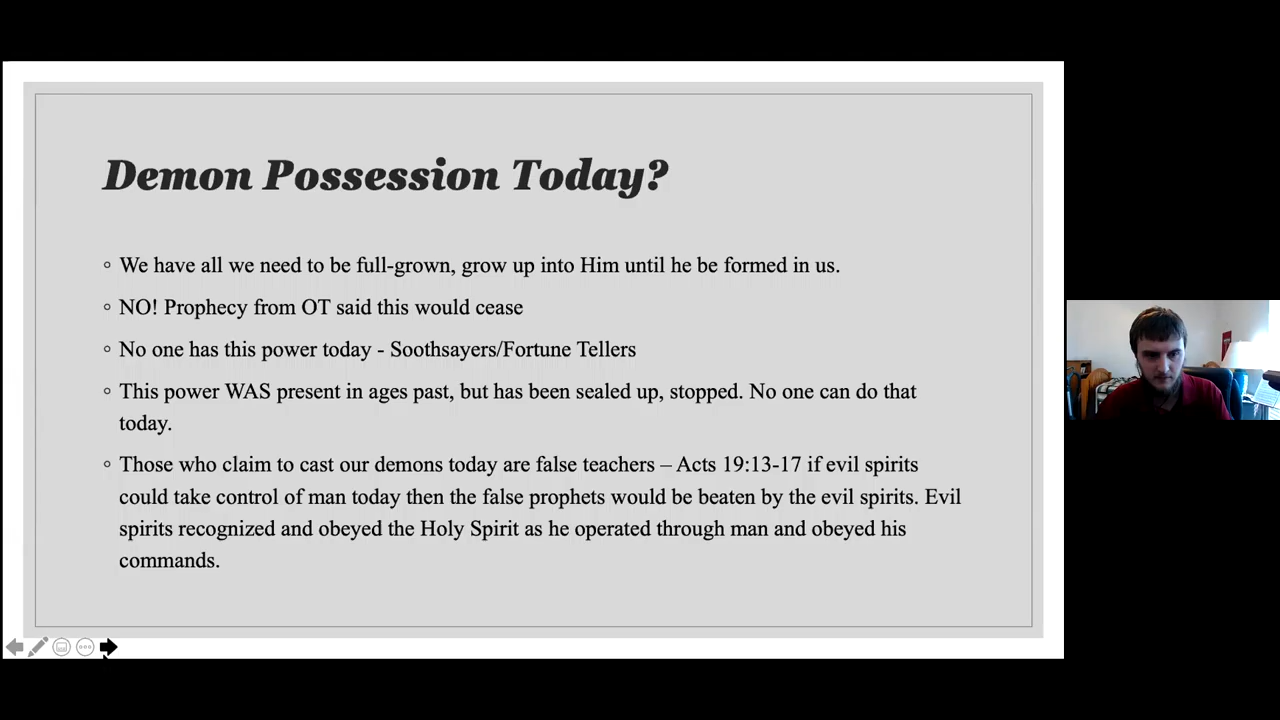 Demon Possession Today?
We have all we need to be full-grown, grow up into Him until he be formed in us.
NO! Prophecy from OT said this would cease
No one has this power today - Soothsayers/Fortune Tellers
This power WAS present in ages past, but has been sealed up, stopped. No one can do that
today.
Those who claim to cast our demons today are false teachers – Acts 19:13-17 if evil spirits
could take control of man today then the false prophets would be beaten by the evil spirits. Evil
spirits recognized and obeyed the Holy Spirit as he operated through man and obeyed his
commands.